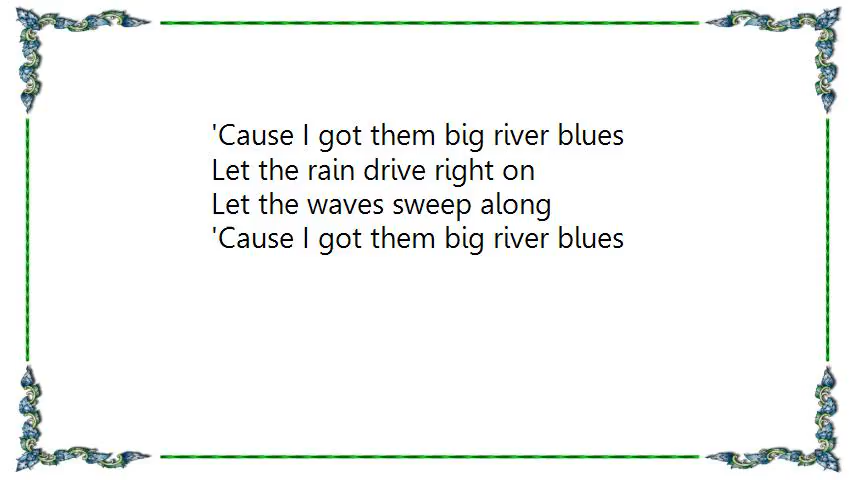 'Cause I got them big river blues
Let the rain drive right on
Let the waves sweep along
'Cause I got them big river blues